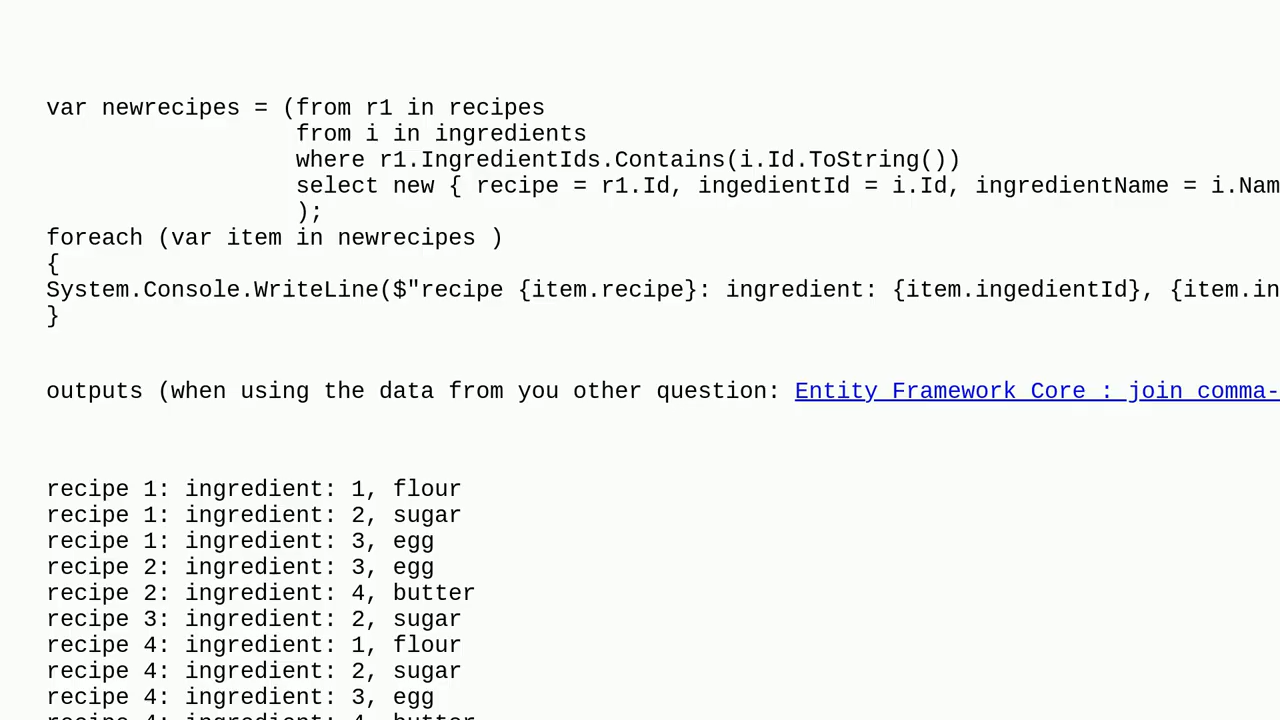 var newrecipes = (from r1 in recipes
from i in ingredients
where r1.IngredientIds.Contains(i.Id.ToString())
select new { recipe = r1.Id, ingedientId = i.Id, ingredientName = i.Nam
);
foreach (var item in newrecipes )
{
System.Console.WriteLine($"recipe {item.recipe}: ingredient: {item.ingedientId}, {item.in
}
outputs (when using the data from you other question: Entity Framework Core : join comma-
recipe 1: ingredient: 1, flour
recipe 1: ingredient: 2, sugar
recipe 1: ingredient: 3, egg
recipe 2: ingredient: 3, egg
recipe 2: ingredient: 4, butter
recipe 3: ingredient: 2, sugar
recipe 4: ingredient: 1, flour
recipe 4: ingredient: 2, sugar
recipe 4: ingredient: 3, egg
recipe 4: ingredient: 4, butter